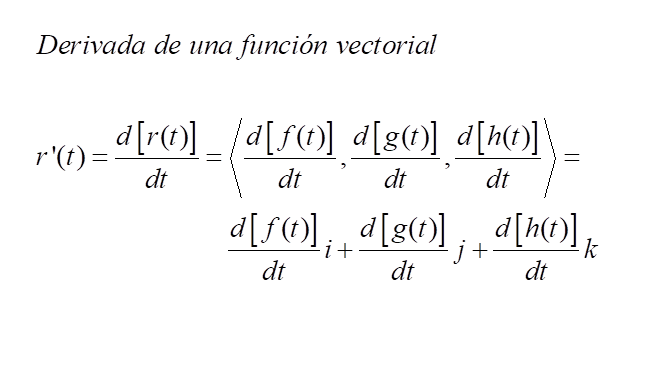 Derivada de una función vectorial
r'(t) = d[r(t)]/dt = ⟨d[f(t)]/dt, d[g(t)]/dt, d[h(t)]/dt⟩ =
d[f(t)]/dt i + d[g(t)]/dt j + d[h(t)]/dt k